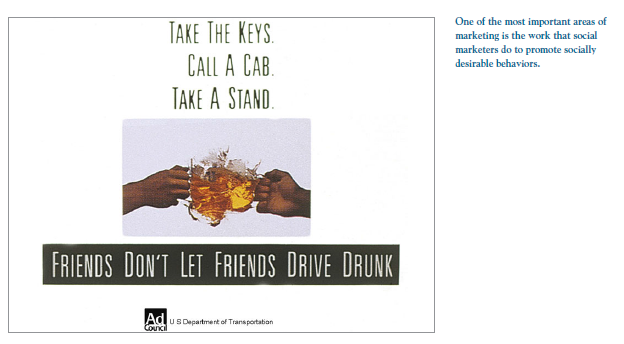 TAKE THE KEYS.
CALL A CAB.
TAKE A STAND.
FRIENDS DON'T LET FRIENDS DRIVE DRUNK
Ad
Council
U S Department of Transportation
One of the most important areas of
marketing is the work that social
marketers do to promote socially
desirable behaviors.